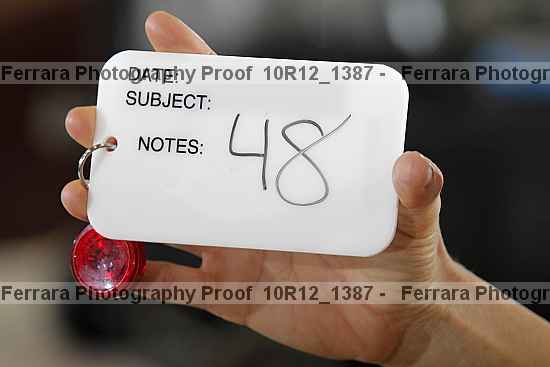 DATE:
Ferrara Photography Proof 10R12_1387 - Ferrara Photogr
SUBJECT:
NOTES: 48
Ferrara Photography Proof 10R12_1387 - Ferrara Photogr